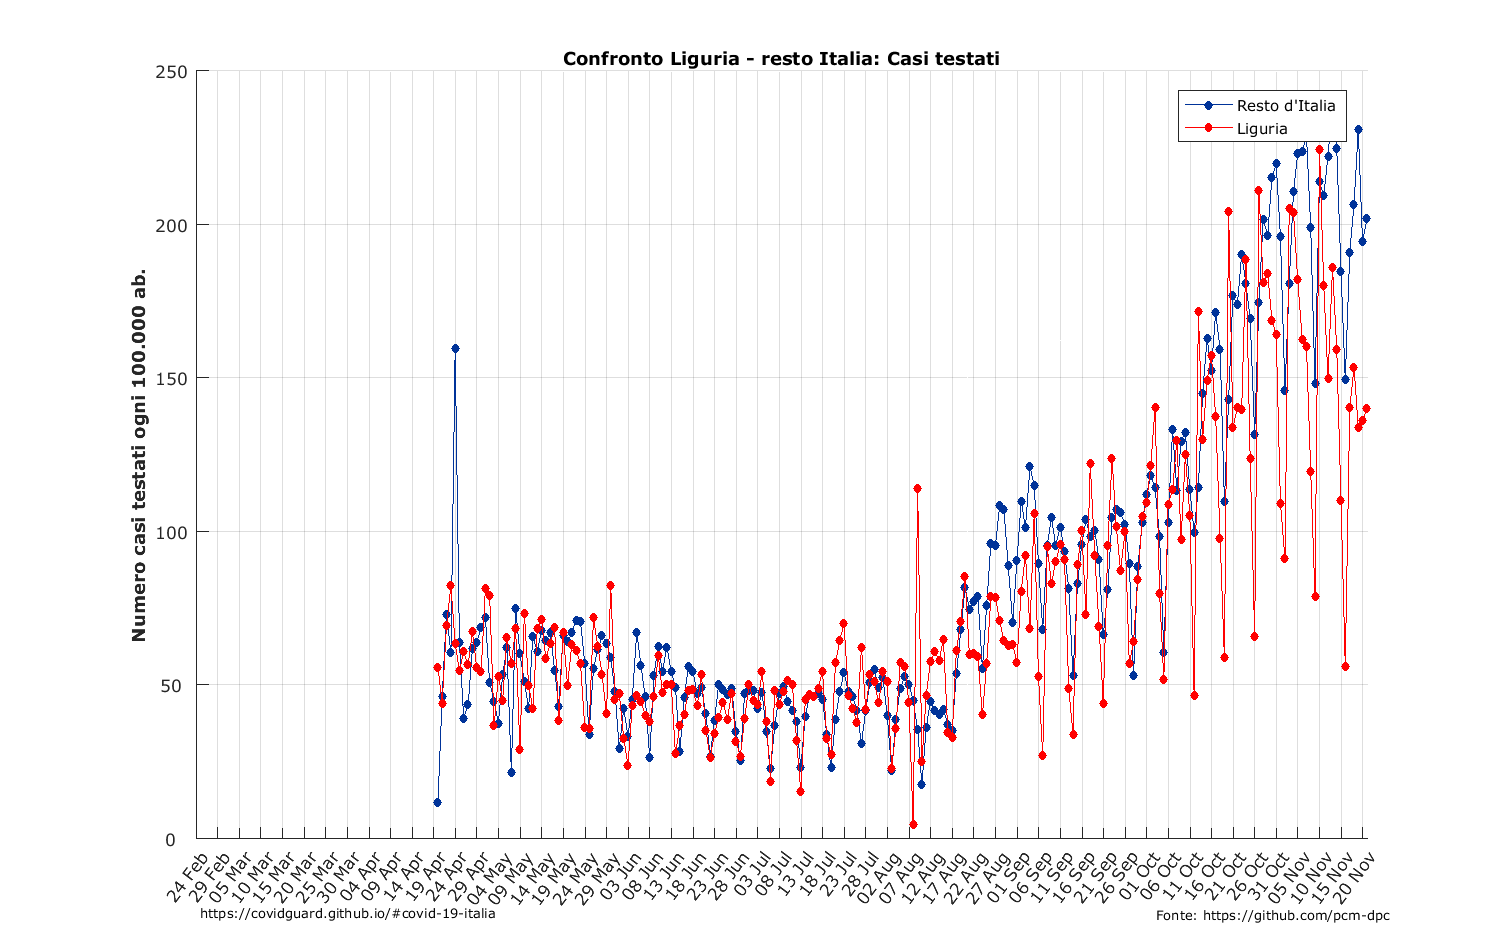 Confronto Liguria - resto Italia: Casi testati
250
200
150
100
50
0
Numero casi testati ogni 100.000 ab.
Resto d'Italia
Liguria
24 Feb
29 Feb
05 Mar
10 Mar
15 Mar
20 Mar
25 Mar
30 Mar
04 Apr
09 Apr
14 Apr
19 Apr
24 Apr
29 Apr
04 May
09 May
14 May
19 May
24 May
29 May
03 Jun
08 Jun
13 Jun
18 Jun
23 Jun
28 Jun
03 Jul
08 Jul
13 Jul
18 Jul
23 Jul
28 Jul
02 Aug
07 Aug
12 Aug
17 Aug
22 Aug
27 Aug
01 Sep
06 Sep
11 Sep
16 Sep
21 Sep
26 Sep
01 Oct
06 Oct
11 Oct
16 Oct
21 Oct
26 Oct
31 Oct
05 Nov
10 Nov
15 Nov
20 Nov
https://covidguard.github.io/#covid-19-italia
Fonte: https://github.com/pcm-dpc